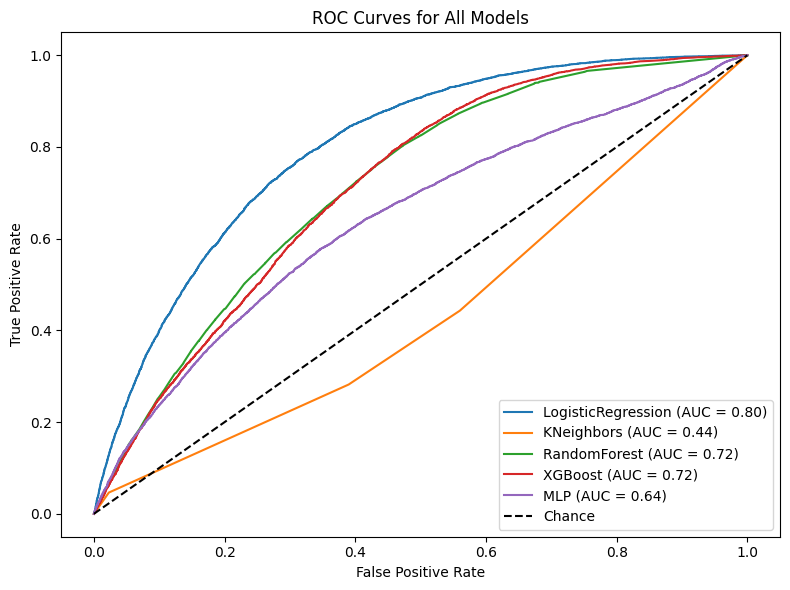 ROC Curves for All Models
True Positive Rate
1.0
0.8
0.6
0.4
0.2
0.0
LogisticRegression (AUC = 0.80)
KNeighbors (AUC = 0.44)
RandomForest (AUC = 0.72)
XGBoost (AUC = 0.72)
MLP (AUC = 0.64)
Chance
0.0
0.2
0.4
0.6
0.8
1.0
False Positive Rate